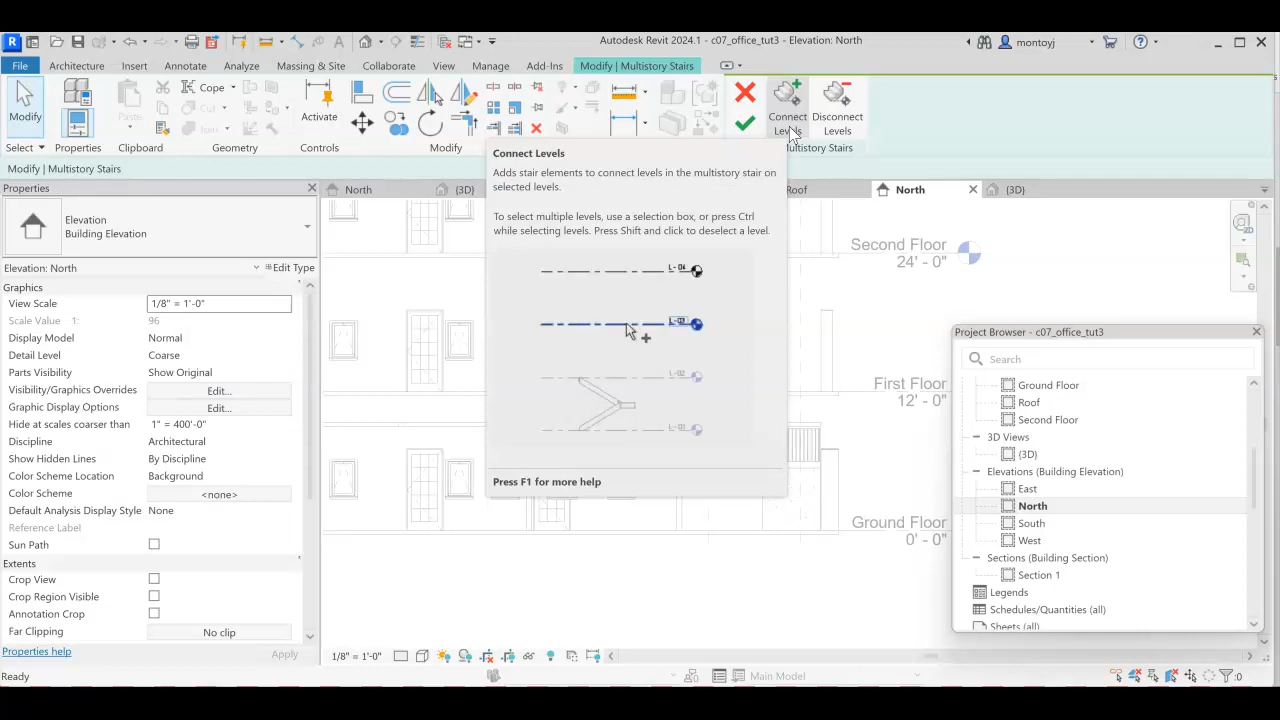 Autodesk Revit 2024.1 - c07_office_tut3 - Elevation: North
montoyj
File
Architecture
Insert
Annotate
Analyze
Massing & Site
Collaborate
View
Manage
Add-Ins
Modify | Multistory Stairs
Modify
Select
Properties
Paste
Clipboard
Cope
Cut
Join
Geometry
Activate
Controls
Modify
Connect
Levels
Disconnect
Levels
Multistory Stairs
Modify | Multistory Stairs
Connect Levels
Adds stair elements to connect levels in the multistory stair on
selected levels.
To select multiple levels, use a selection box, or press Ctrl
while selecting levels. Press Shift and click to deselect a level.
L-04
L-03
L-02
L-01
Press F1 for more help
Properties
Elevation
Building Elevation
Elevation: North
Edit Type
Graphics
View Scale 1/8" = 1'-0"
Scale Value 1: 96
Display Model Normal
Detail Level Coarse
Parts Visibility Show Original
Visibility/Graphics Overrides Edit...
Graphic Display Options Edit...
Hide at scales coarser than 1" = 400'-0"
Discipline Architectural
Show Hidden Lines By Discipline
Color Scheme Location Background
Color Scheme <none>
Default Analysis Display Style None
Reference Label
Sun Path
Extents
Crop View
Crop Region Visible
Annotation Crop
Far Clipping No clip
Properties help
Apply
North
{3D}
Roof
North
{3D}
Second Floor
24' - 0"
First Floor
12' - 0"
Ground Floor
0' - 0"
Project Browser - c07_office_tut3
Search
Ground Floor
Roof
Second Floor
3D Views
{3D}
Elevations (Building Elevation)
East
North
South
West
Sections (Building Section)
Section 1
Legends
Schedules/Quantities (all)
Sheets (all)
1/8" = 1'-0"
Ready
Main Model
:0